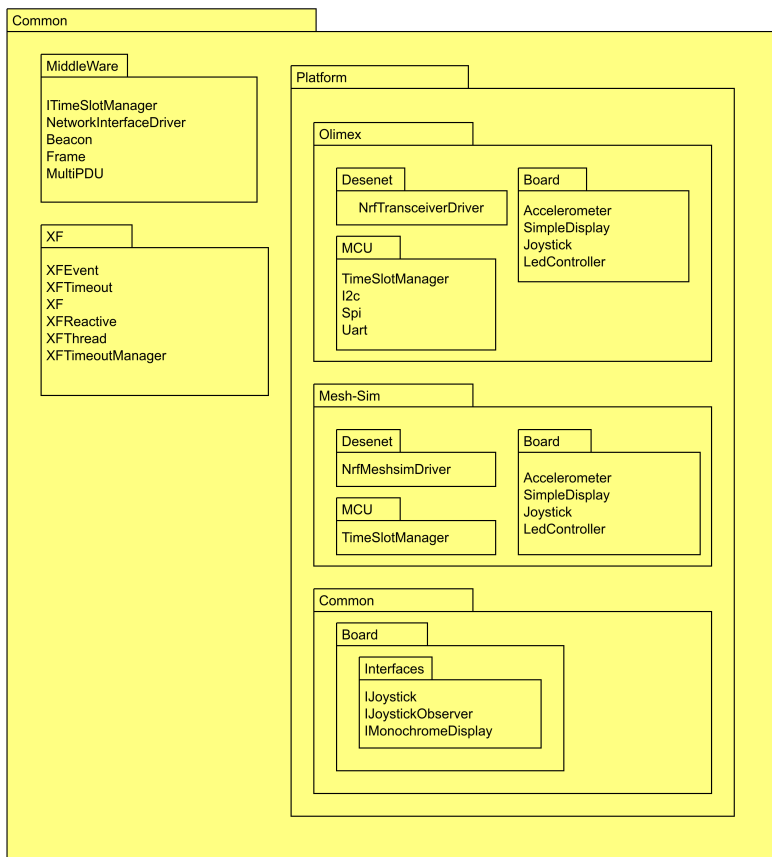 Common
MiddleWare
ITimeSlotManager
NetworkInterfaceDriver
Beacon
Frame
MultiPDU
XF
XFEvent
XFTimeout
XF
XFReactive
XFThread
XFTimeoutManager
Platform
Olimex
Desenet
NrfTransceiverDriver
MCU
TimeSlotManager
I2c
Spi
Uart
Board
Accelerometer
SimpleDisplay
Joystick
LedController
Mesh-Sim
Desenet
NrfMeshsimDriver
MCU
TimeSlotManager
Board
Accelerometer
SimpleDisplay
Joystick
LedController
Common
Board
Interfaces
IJoystick
IJoystickObserver
IMonochromeDisplay